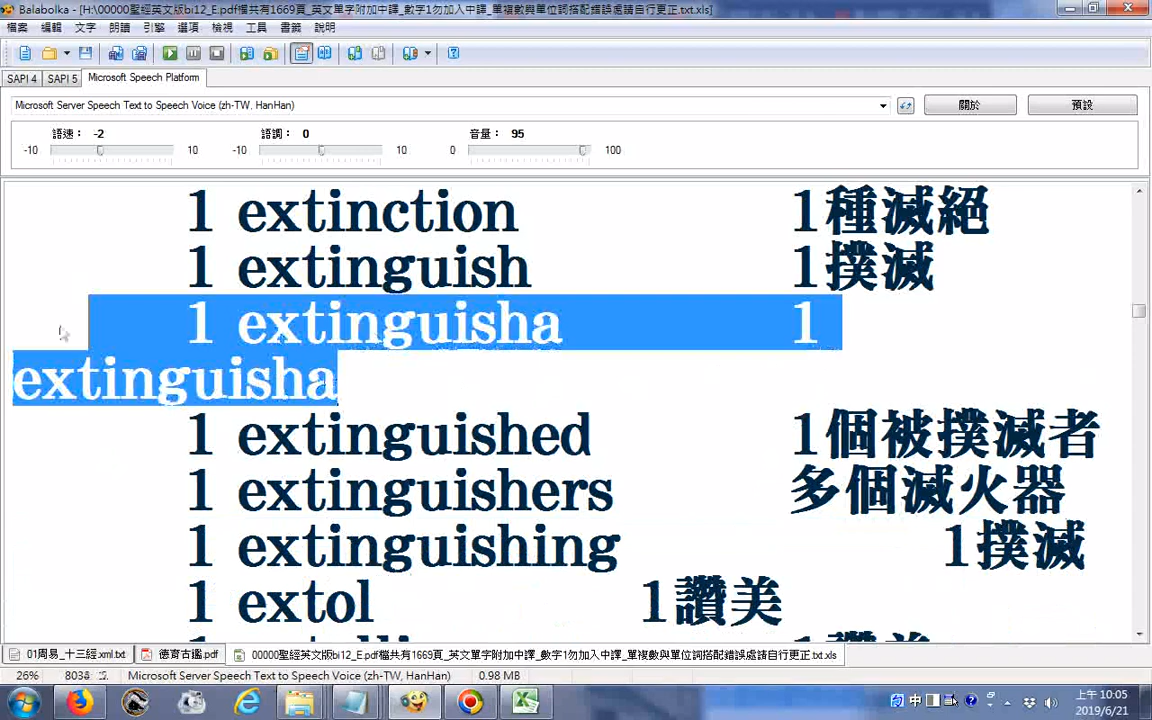 Balabolka - [H:\00000聖經英文版bi12_E.pdf檔共有1669頁_英文單字附加中譯_數字1勿加入中譯_單複數與單位詞搭配錯誤處請自行更正.txt.xls]
檔案 編輯 文字 朗讀 引擎 選項 檢視 工具 書籤 說明
SAPI 4 SAPI 5 Microsoft Speech Platform
Microsoft Server Speech Text to Speech Voice (zh-TW, HanHan) 關於 預設
語速： -2 語調： 0 音量： 95
-10 10 -10 10 0 100
1 extinction 1種滅絕
1 extinguish 1撲滅
1 extinguisha 1
extinguisha
1 extinguished 1個被撲滅者
1 extinguishers 多個滅火器
1 extinguishing 1撲滅
1 extol 1讚美
01周易_十三經.xml.txt 德育古鑑.pdf 00000聖經英文版bi12_E.pdf檔共有1669頁_英文單字附加中譯_數字1勿加入中譯_單複數與單位詞搭配錯誤處請自行更正.txt.xls
26% Microsoft Server Speech Text to Speech Voice (zh-TW, HanHan) 0.98 MB
中 上午 10:05
2019/6/21